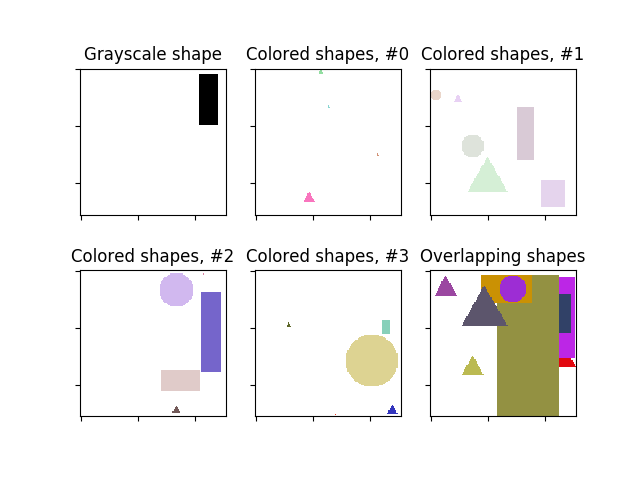 Grayscale shape
Colored shapes, #0
Colored shapes, #1
Colored shapes, #2
Colored shapes, #3
Overlapping shapes